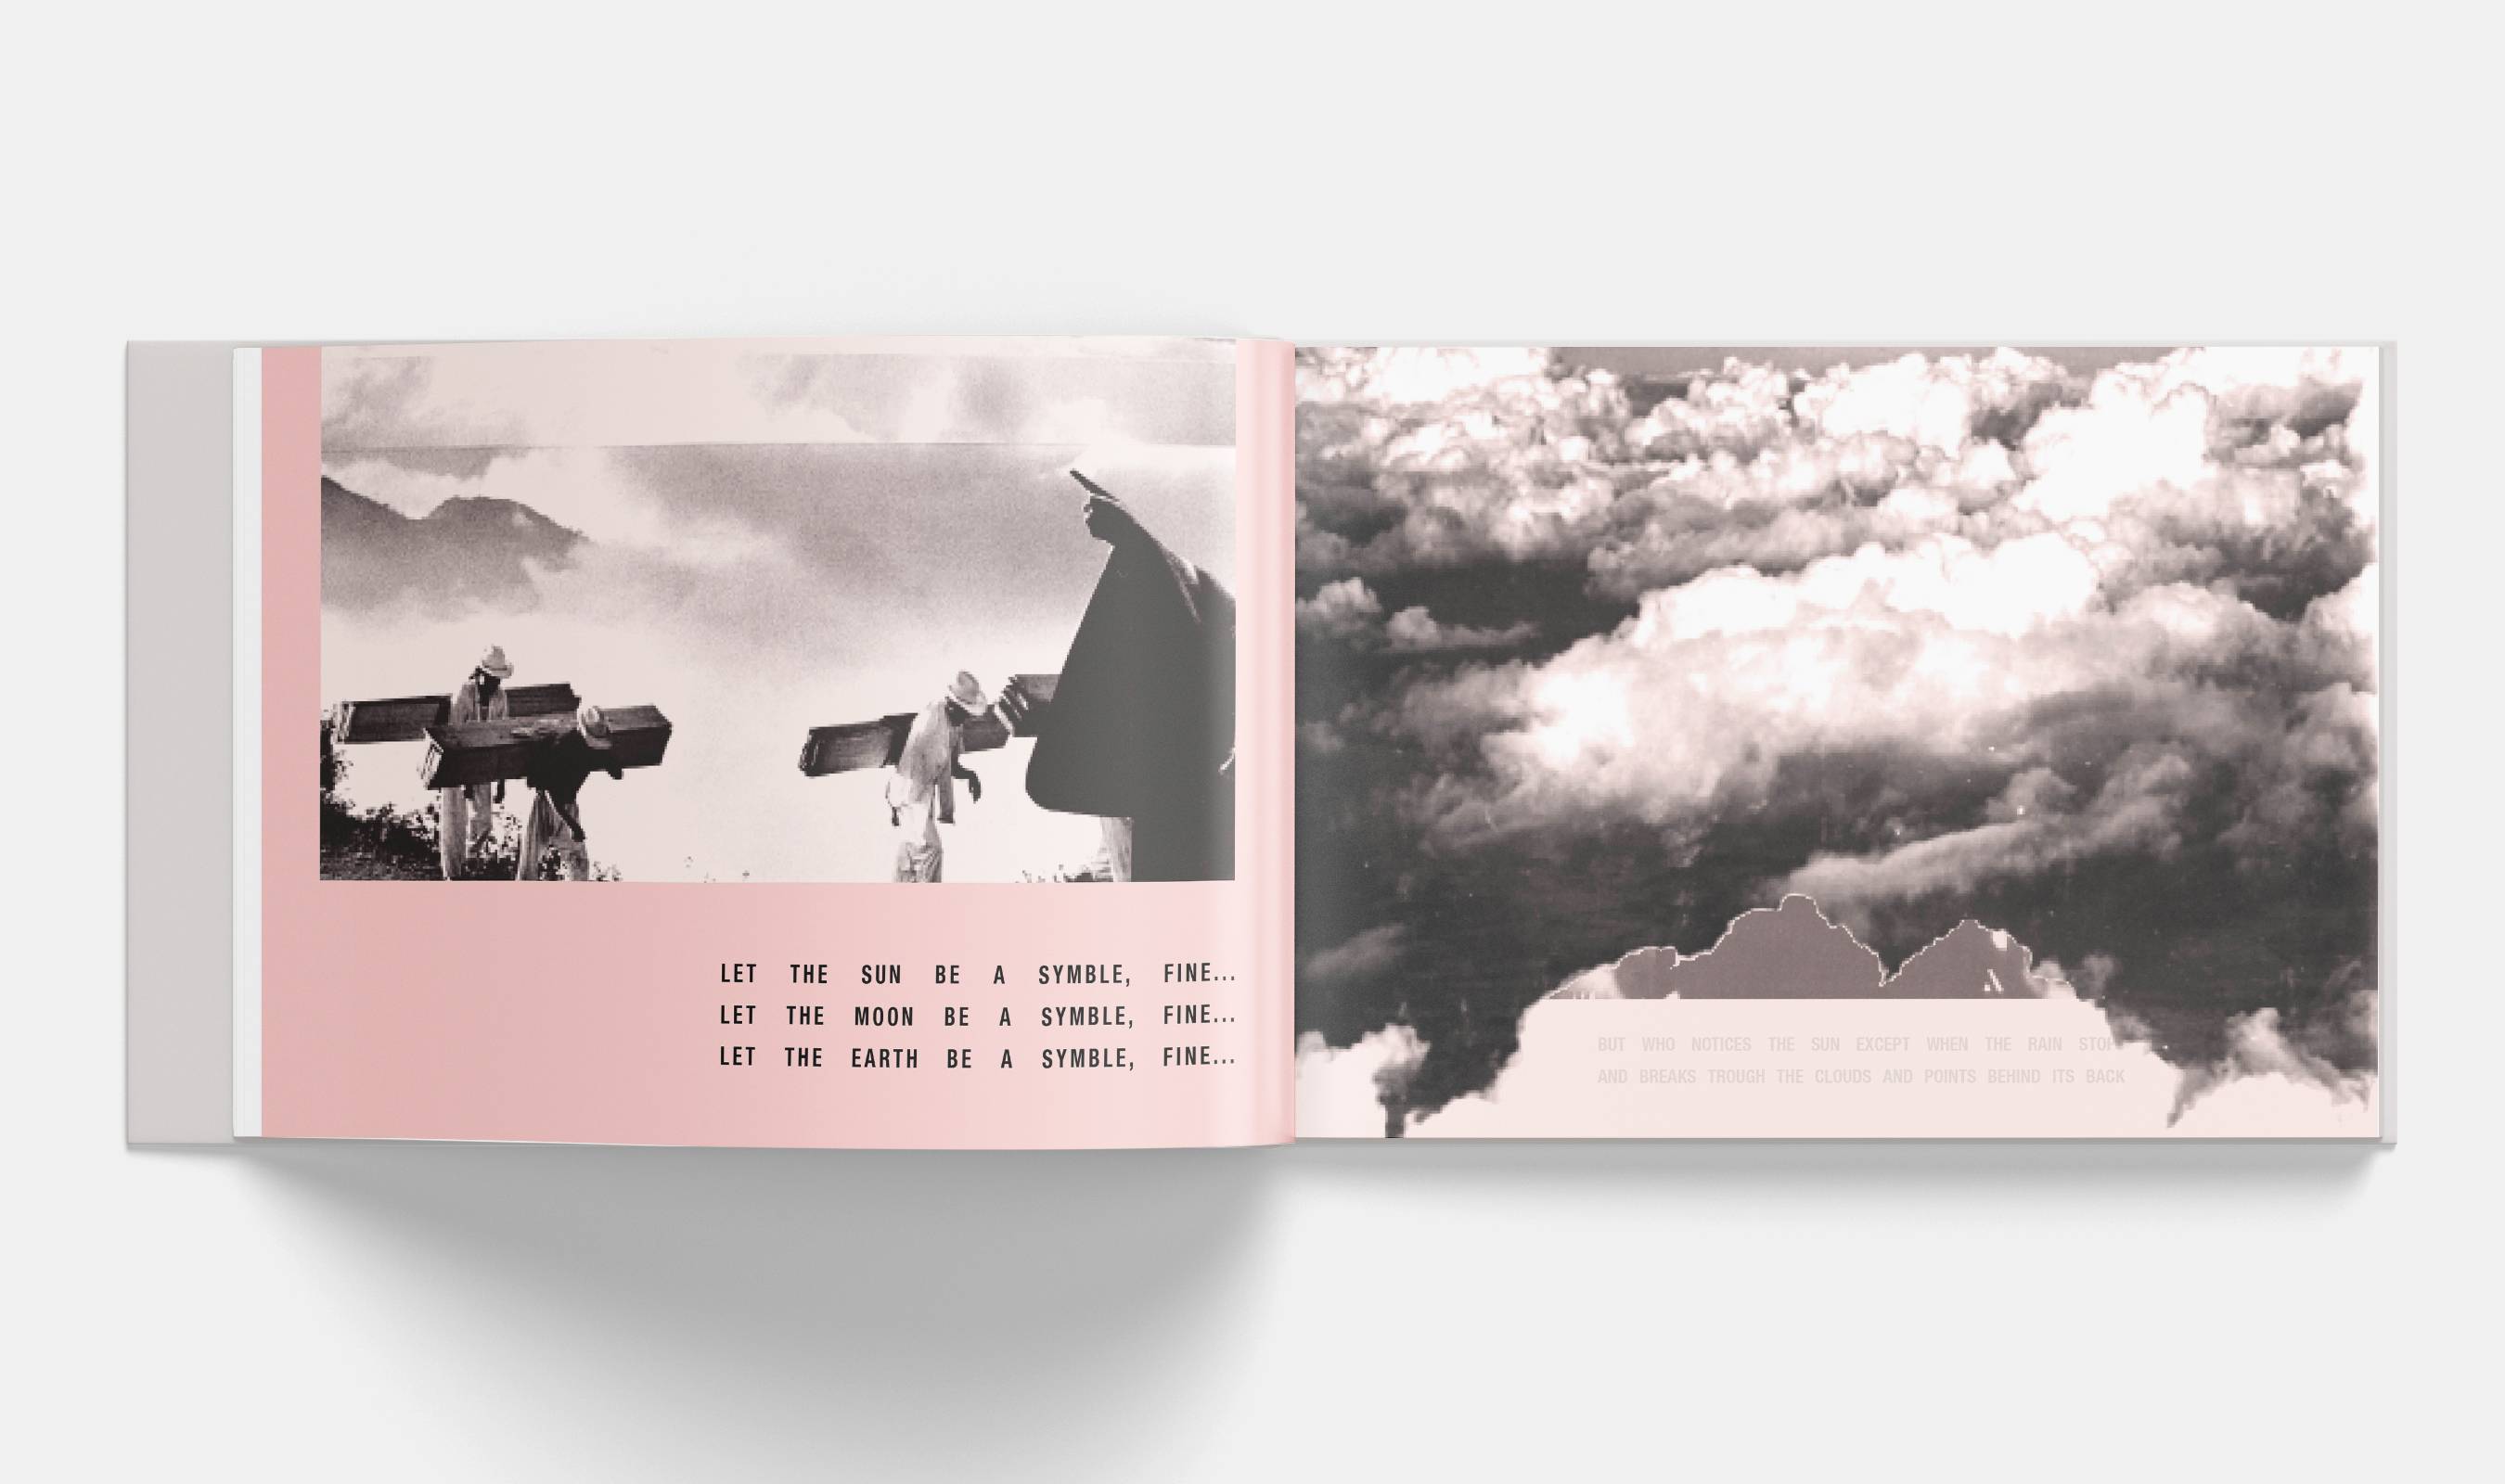 LET THE SUN BE A SYMBLE, FINE...
LET THE MOON BE A SYMBLE, FINE...
LET THE EARTH BE A SYMBLE, FINE...
BUT WHO NOTICES THE SUN EXCEPT WHEN THE RAIN STOPS
AND BREAKS TROUGH THE CLOUDS AND POINTS BEHIND ITS BACK